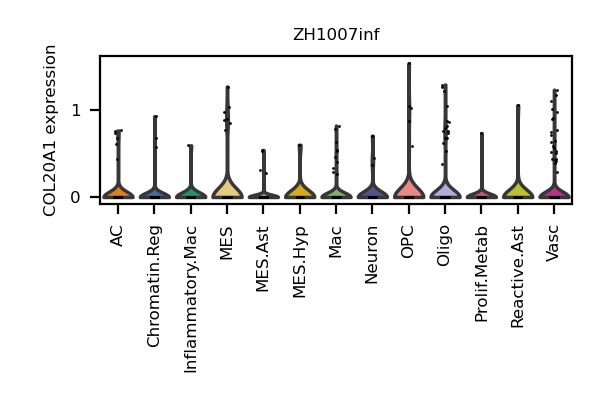 ZH1007inf
COL20A1 expression
1
0
AC
Chromatin.Reg
Inflammatory.Mac
MES
MES.Ast
MES.Hyp
Mac
Neuron
OPC
Oligo
Prolif.Metab
Reactive.Ast
Vasc